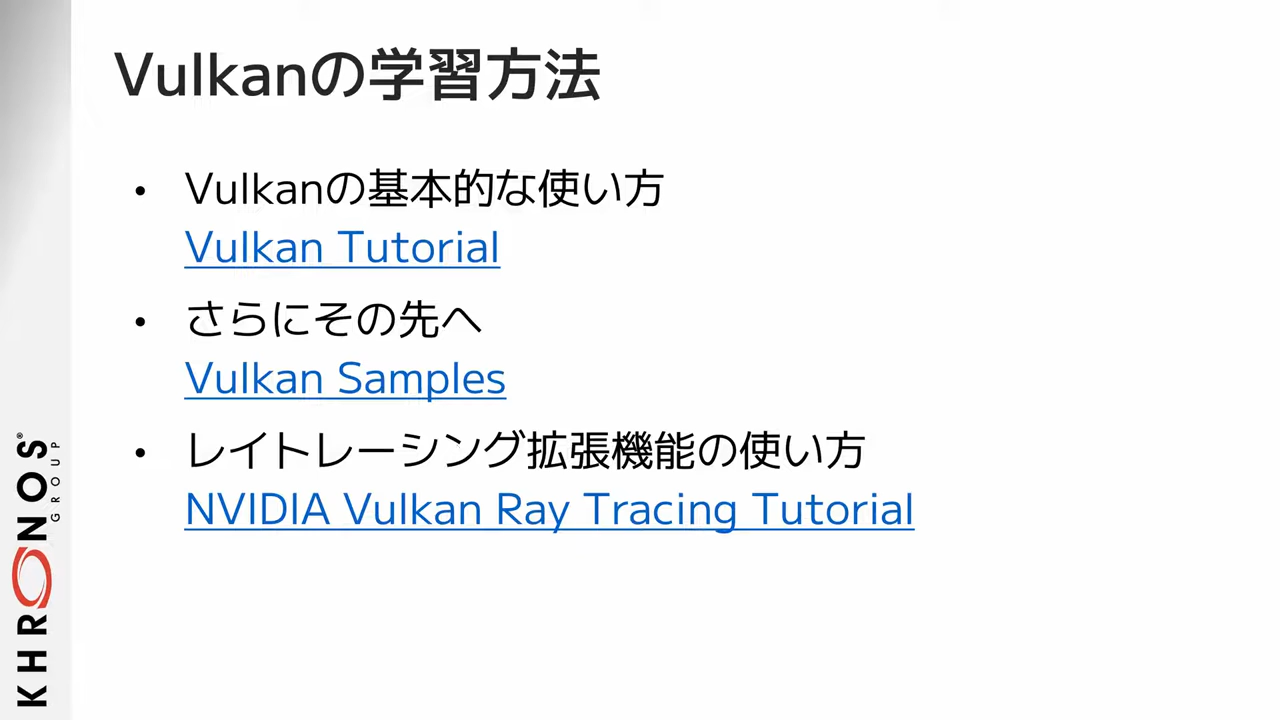 Vulkanの学習方法
• Vulkanの基本的な使い方
Vulkan Tutorial
• さらにその先へ
Vulkan Samples
• レイトレーシング拡張機能の使い方
NVIDIA Vulkan Ray Tracing Tutorial
KHRONOS®
GROUP